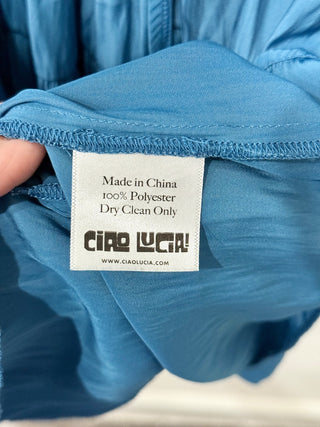 Made in China
100% Polyester
Dry Clean Only
CIAO LUCIA!
WWW.CIAOLUCIA.COM